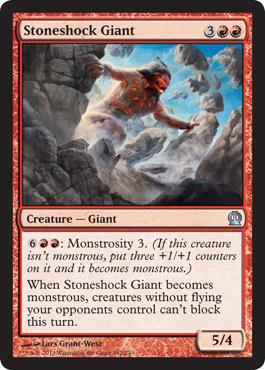 Stoneshock Giant 3
Creature — Giant
6: Monstrosity 3. (If this creature
isn't monstrous, put three +1/+1 counters
on it and it becomes monstrous.)
When Stoneshock Giant becomes
monstrous, creatures without flying
your opponents control can't block
this turn.
Lars Grant-West
5/4